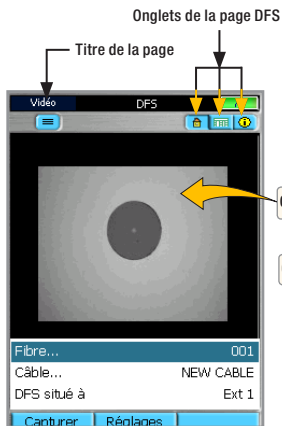 Onglets de la page DFS
Titre de la page
Vidéo DFS
Fibre... 001
Câble... NEW CABLE
DFS situé à Ext 1
Capturer Réglages